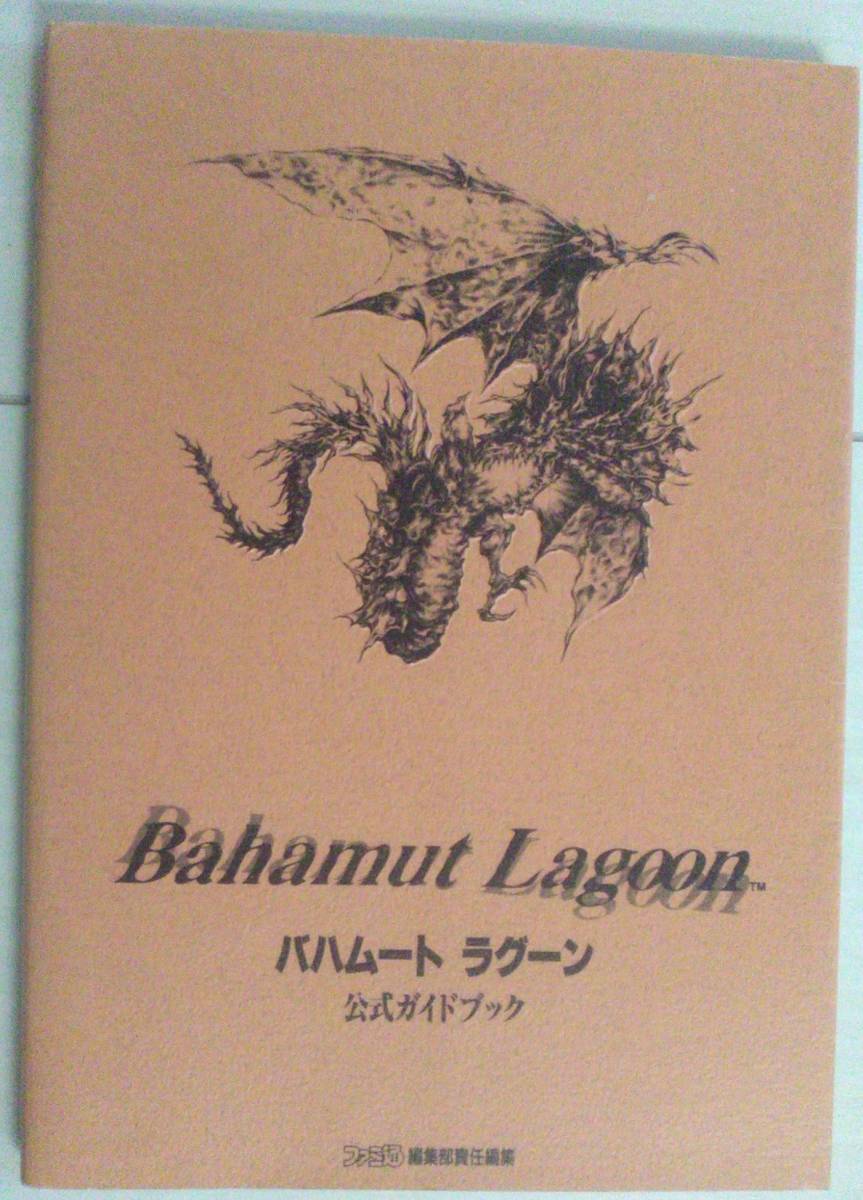 Bahamut Lagoon™
バハムート ラグーン
公式ガイドブック
ファミ通 編集部責任編集